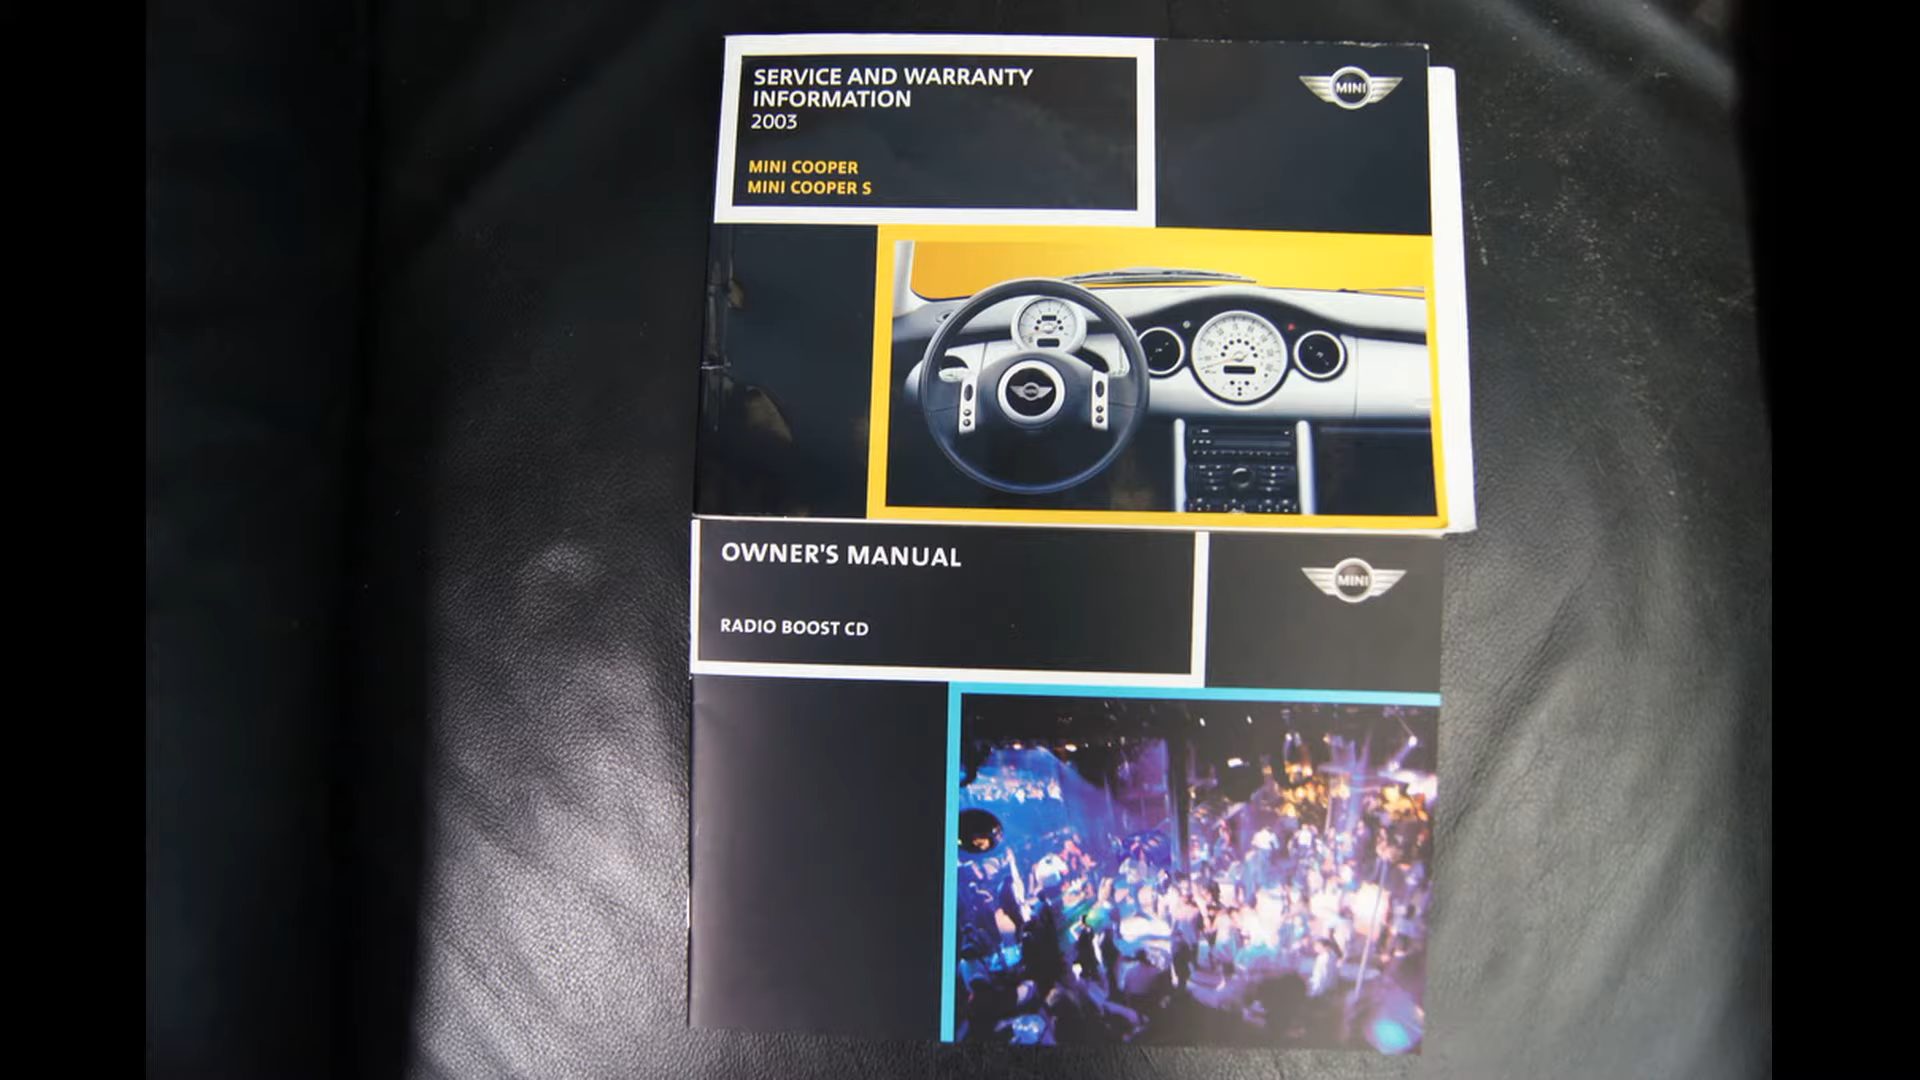 SERVICE AND WARRANTY
INFORMATION
2003
MINI COOPER
MINI COOPER S
MINI
OWNER'S MANUAL
RADIO BOOST CD
MINI